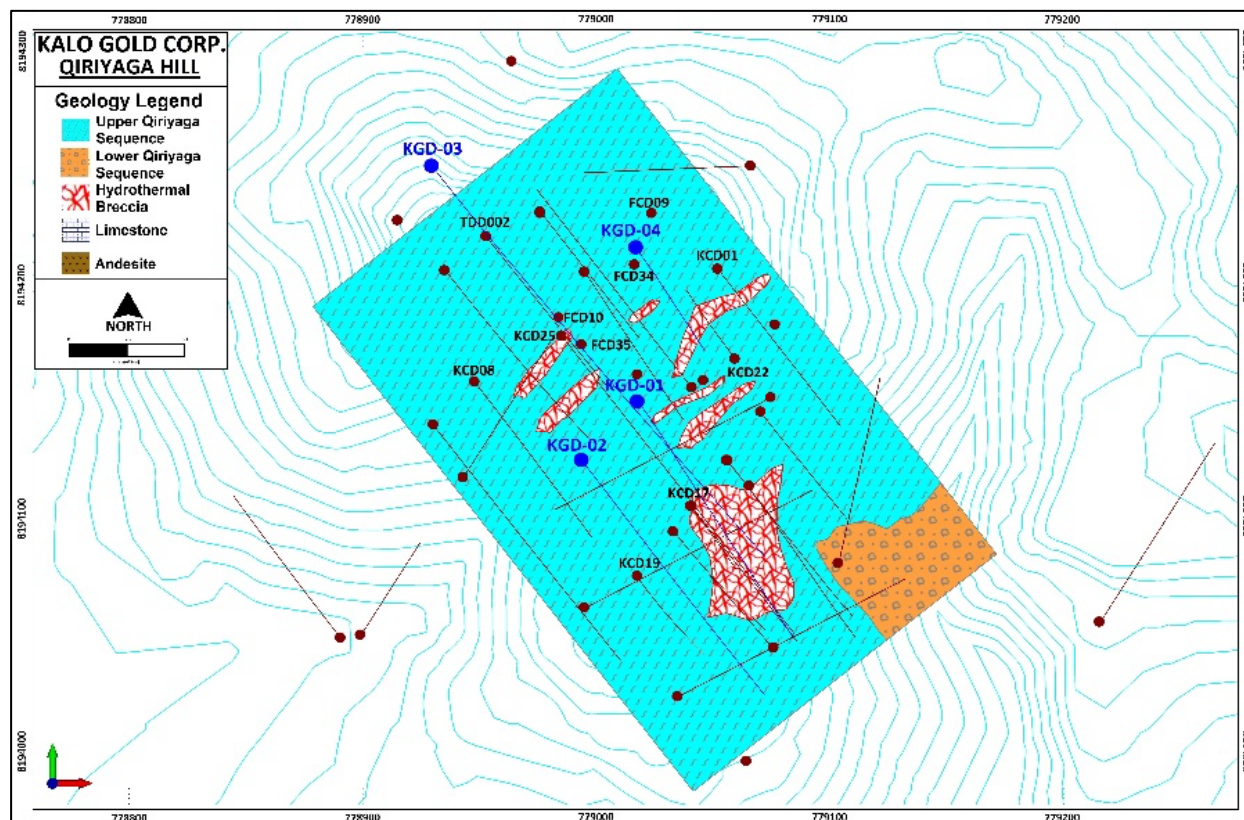 778800 778900 779000 779100 779200
8194300
KALO GOLD CORP.
QIRIYAGA HILL
Geology Legend
Upper Qiriyaga
Sequence
Lower Qiriyaga
Sequence
Hydrothermal
Breccia
Limestone
Andesite
NORTH
KGD-03
FCD09
TDD002
KGD-04
KCD01
FCD34
8194200
FCD10
KCD25
FCD35
KCD08
KCD22
KGD-01
KGD-02
KCD17
8194100
KCD19
8194000
778800 778900 779000 779100 779200